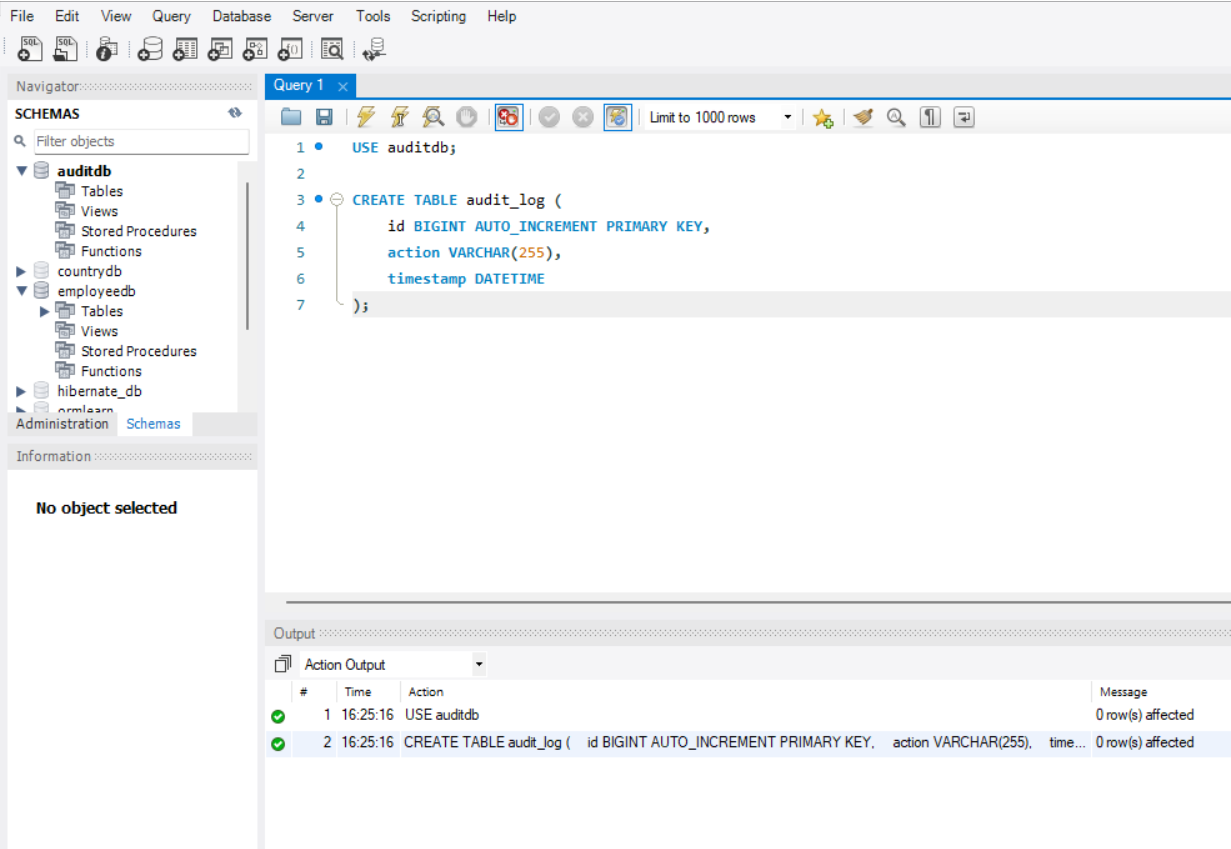 File Edit View Query Database Server Tools Scripting Help
SQL SQL
Navigator
SCHEMAS
Filter objects
auditdb
Tables
Views
Stored Procedures
Functions
countrydb
employeedb
Tables
Views
Stored Procedures
Functions
hibernate_db
ormlearn
Administration Schemas
Information
No object selected
Query 1
Limit to 1000 rows
1 USE auditdb;
2
3 CREATE TABLE audit_log (
4 id BIGINT AUTO_INCREMENT PRIMARY KEY,
5 action VARCHAR(255),
6 timestamp DATETIME
7 );
Output
Action Output
# Time Action Message
1 16:25:16 USE auditdb 0 row(s) affected
2 16:25:16 CREATE TABLE audit_log ( id BIGINT AUTO_INCREMENT PRIMARY KEY, action VARCHAR(255), time... 0 row(s) affected